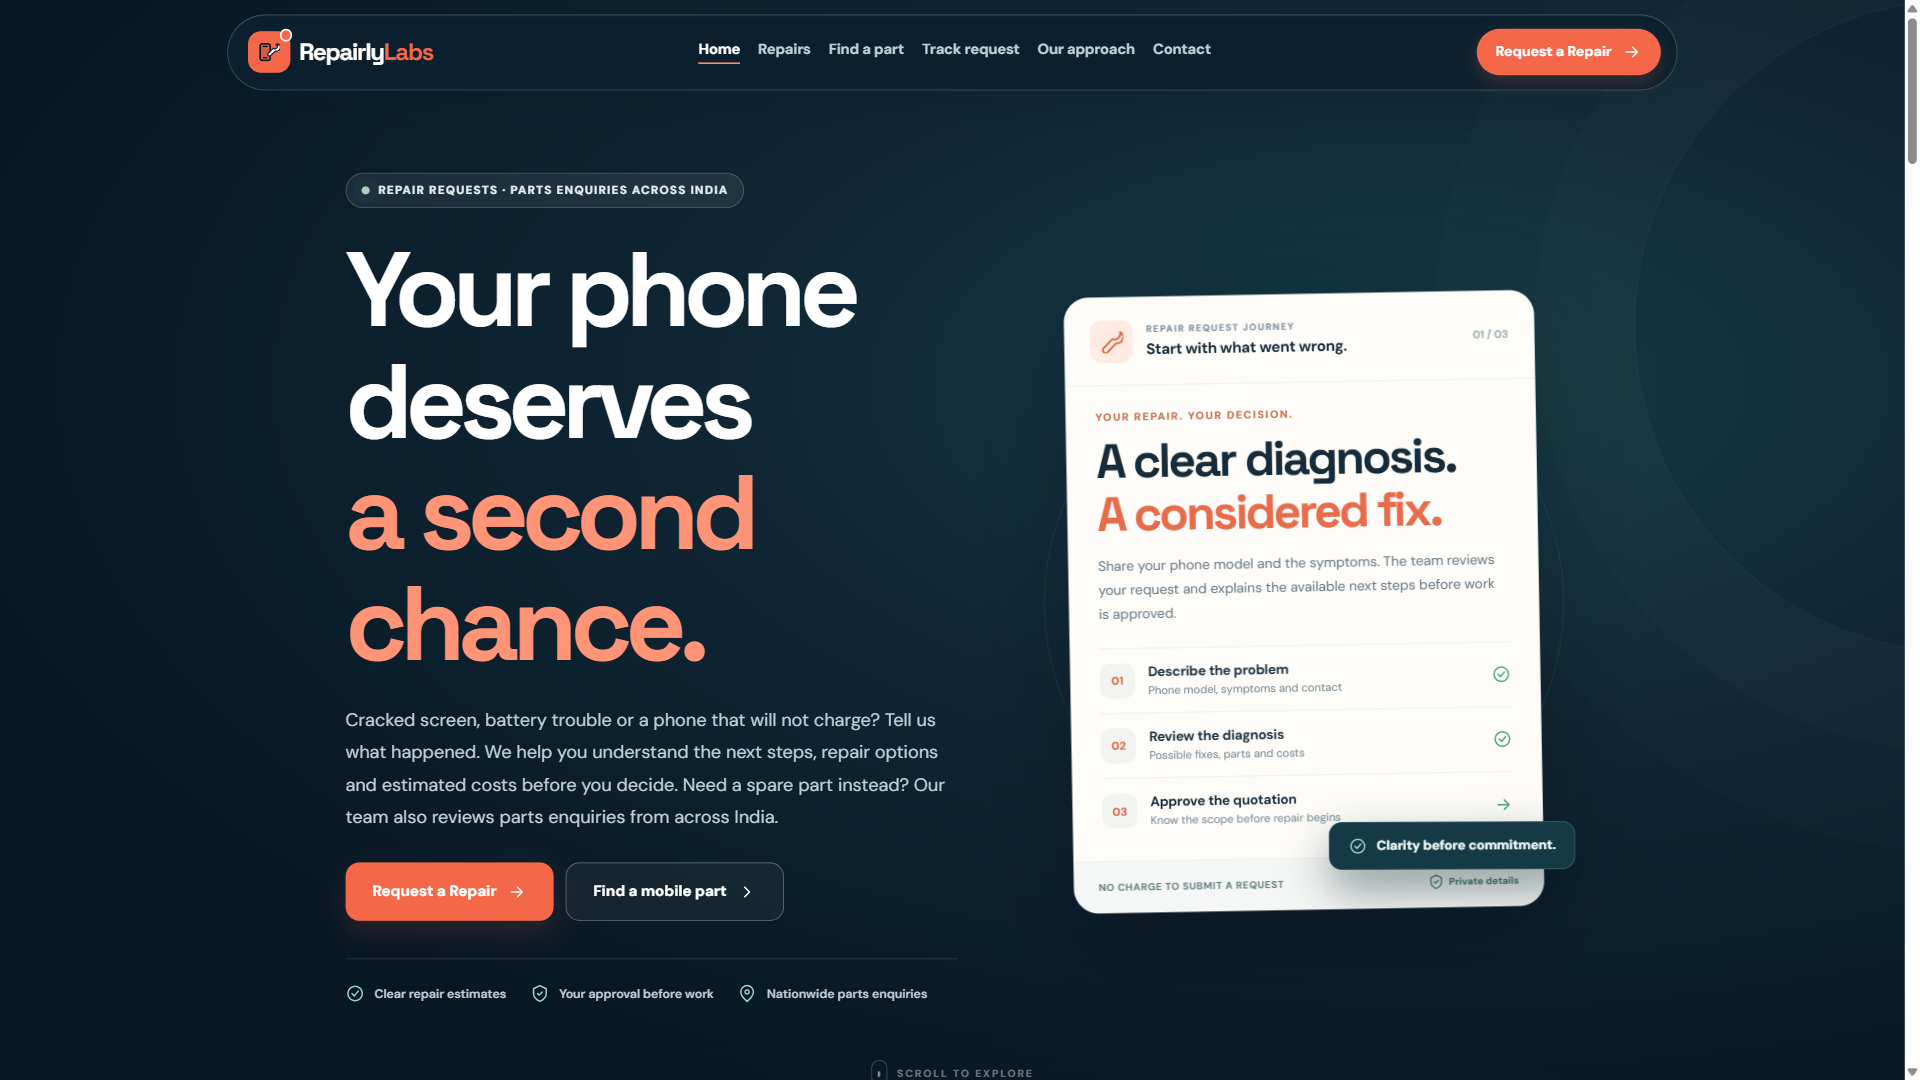 RepairlyLabs
Home Repairs Find a part Track request Our approach Contact
Request a Repair
REPAIR REQUESTS · PARTS ENQUIRIES ACROSS INDIA
Your phone
deserves
a second
chance.
Cracked screen, battery trouble or a phone that will not charge? Tell us
what happened. We help you understand the next steps, repair options
and estimated costs before you decide. Need a spare part instead? Our
team also reviews parts enquiries from across India.
Request a Repair
Find a mobile part
Clear repair estimates
Your approval before work
Nationwide parts enquiries
REPAIR REQUEST JOURNEY
Start with what went wrong.
01 / 03
YOUR REPAIR. YOUR DECISION.
A clear diagnosis.
A considered fix.
Share your phone model and the symptoms. The team reviews
your request and explains the available next steps before work
is approved.
01
Describe the problem
Phone model, symptoms and contact
02
Review the diagnosis
Possible fixes, parts and costs
03
Approve the quotation
Know the scope before repair begins
Clarity before commitment.
NO CHARGE TO SUBMIT A REQUEST
Private details
SCROLL TO EXPLORE